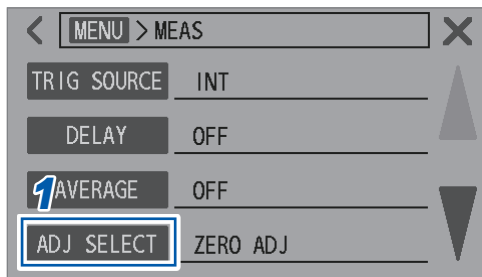 MENU > MEAS
TRIG SOURCE INT
DELAY OFF
1 AVERAGE OFF
ADJ SELECT ZERO ADJ